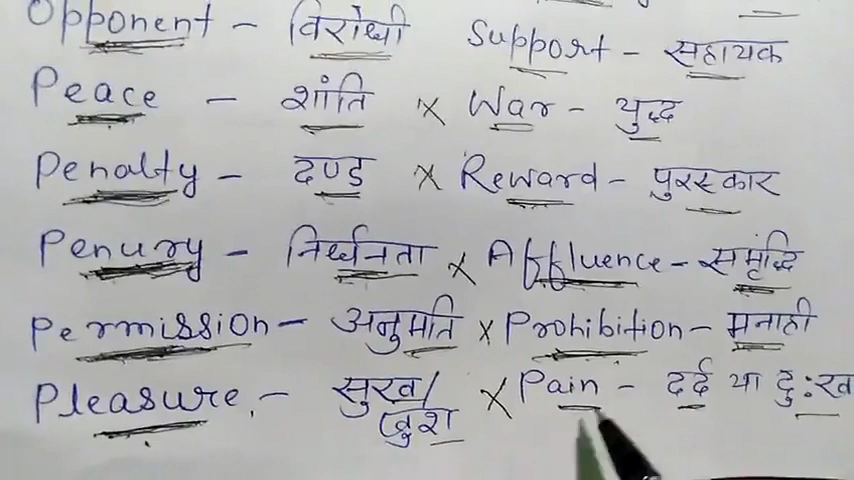 Opponent - विरोधी Support - सहायक
Peace - शांति × War - युद्ध
Penalty - दण्ड × Reward - पुरस्कार
Penury - निर्धनता × Affluence - समृद्धि
Permission - अनुमति × Prohibition - मनाही
Pleasure - सुख/ × Pain - दर्द या दुःख
खुश